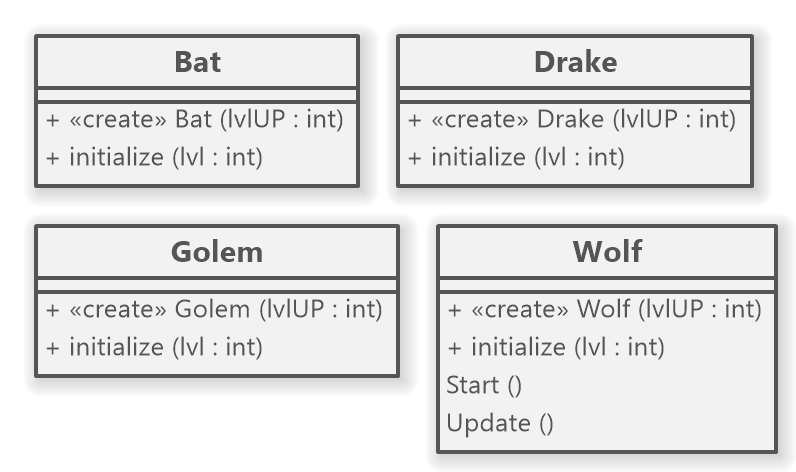 Bat
+ «create» Bat (lvlUP : int)
+ initialize (lvl : int)
Drake
+ «create» Drake (lvlUP : int)
+ initialize (lvl : int)
Golem
+ «create» Golem (lvlUP : int)
+ initialize (lvl : int)
Wolf
+ «create» Wolf (lvlUP : int)
+ initialize (lvl : int)
Start ()
Update ()